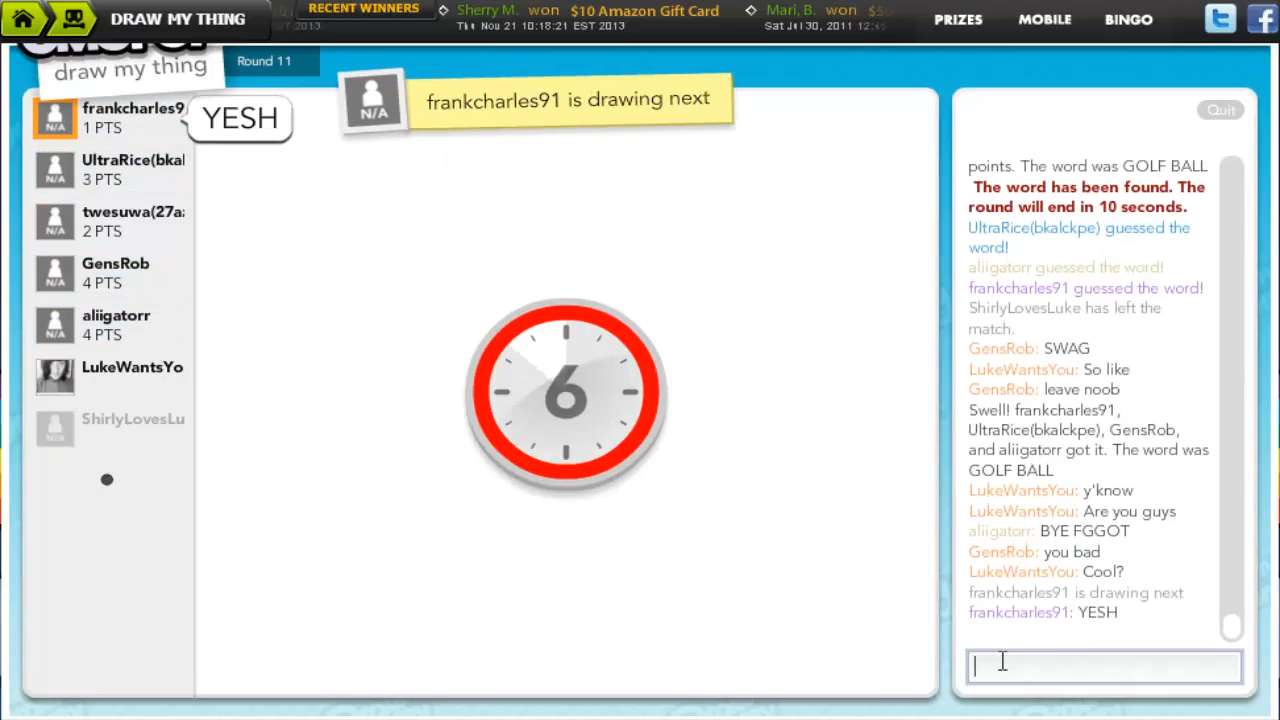 DRAW MY THING
RECENT WINNERS
Sherry M. won $10 Amazon Gift Card
Thu Nov 21 10:18:21 EST 2013
Mari, B. won
Sat Jul 30, 2011
PRIZES
MOBILE
BINGO
EST 2013
draw my thing
Round 11
frankcharles91 is drawing next
N/A
frankcharles9
1 PTS
N/A
YESH
UltraRice(bkal
3 PTS
N/A
twesuwa(27a
2 PTS
N/A
GensRob
4 PTS
N/A
aliigatorr
4 PTS
N/A
LukeWantsYo
ShirlyLovesLu
N/A
6
Quit
points. The word was GOLF BALL
The word has been found. The
round will end in 10 seconds.
UltraRice(bkalckpe) guessed the
word!
aliigatorr guessed the word!
frankcharles91 guessed the word!
ShirlyLovesLuke has left the
match.
GensRob: SWAG
LukeWantsYou: So like
GensRob: leave noob
Swell! frankcharles91,
UltraRice(bkalckpe), GensRob,
and aliigatorr got it. The word was
GOLF BALL
LukeWantsYou: y'know
LukeWantsYou: Are you guys
aliigatorr: BYE FGGOT
GensRob: you bad
LukeWantsYou: Cool?
frankcharles91 is drawing next
frankcharles91: YESH